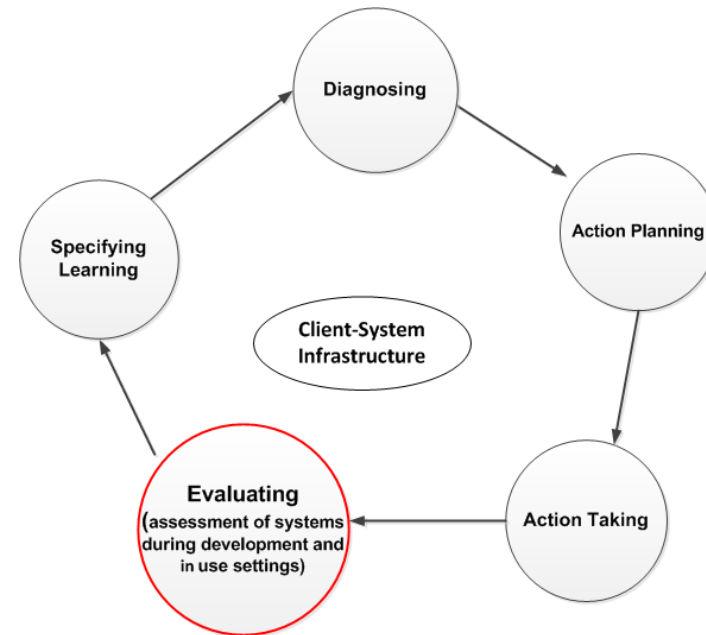 Diagnosing
Action Planning
Specifying
Learning
Client-System
Infrastructure
Evaluating
(assessment of systems
during development and
in use settings)
Action Taking